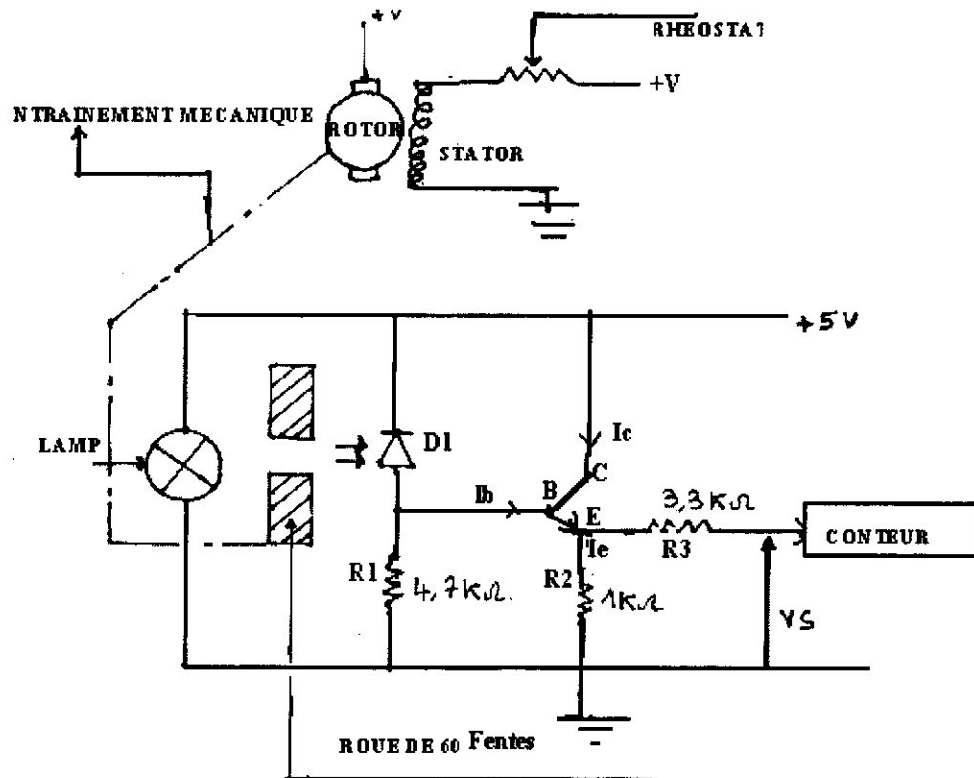 +V
RHEOSTAT
+V
NTRAINEMENT MECANIQUE
ROTOR
STATOR
+5V
LAMP
D1
Ic
C
Ib
B
E
Ie
3,3KΩ
R3
CONTEUR
R1
4,7KΩ.
R2
1KΩ
VS
ROUE DE 60 Fentes